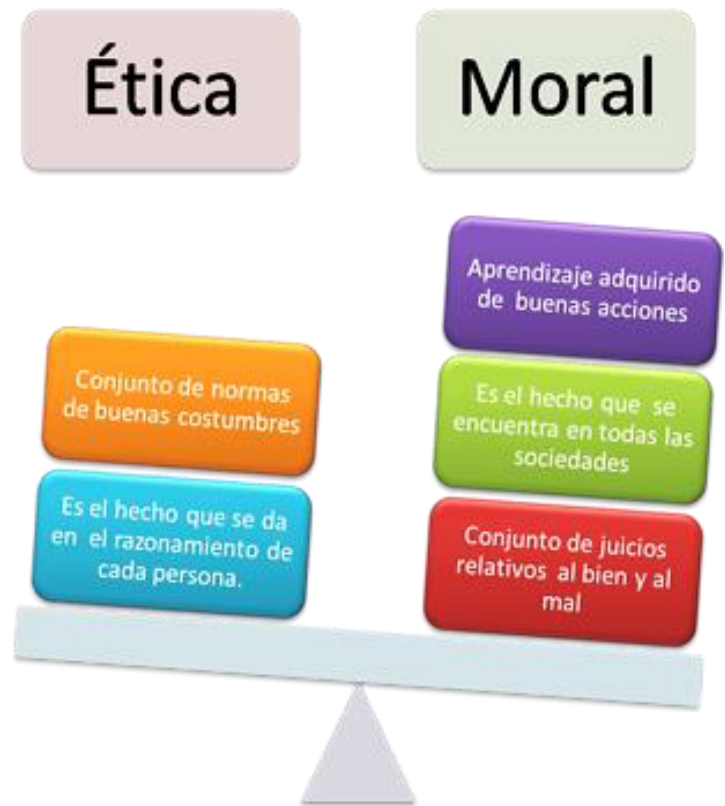 Ética
Moral
Conjunto de normas
de buenas costumbres
Es el hecho que se da
en el razonamiento de
cada persona.
Aprendizaje adquirido
de buenas acciones
Es el hecho que se
encuentra en todas las
sociedades
Conjunto de juicios
relativos al bien y al
mal